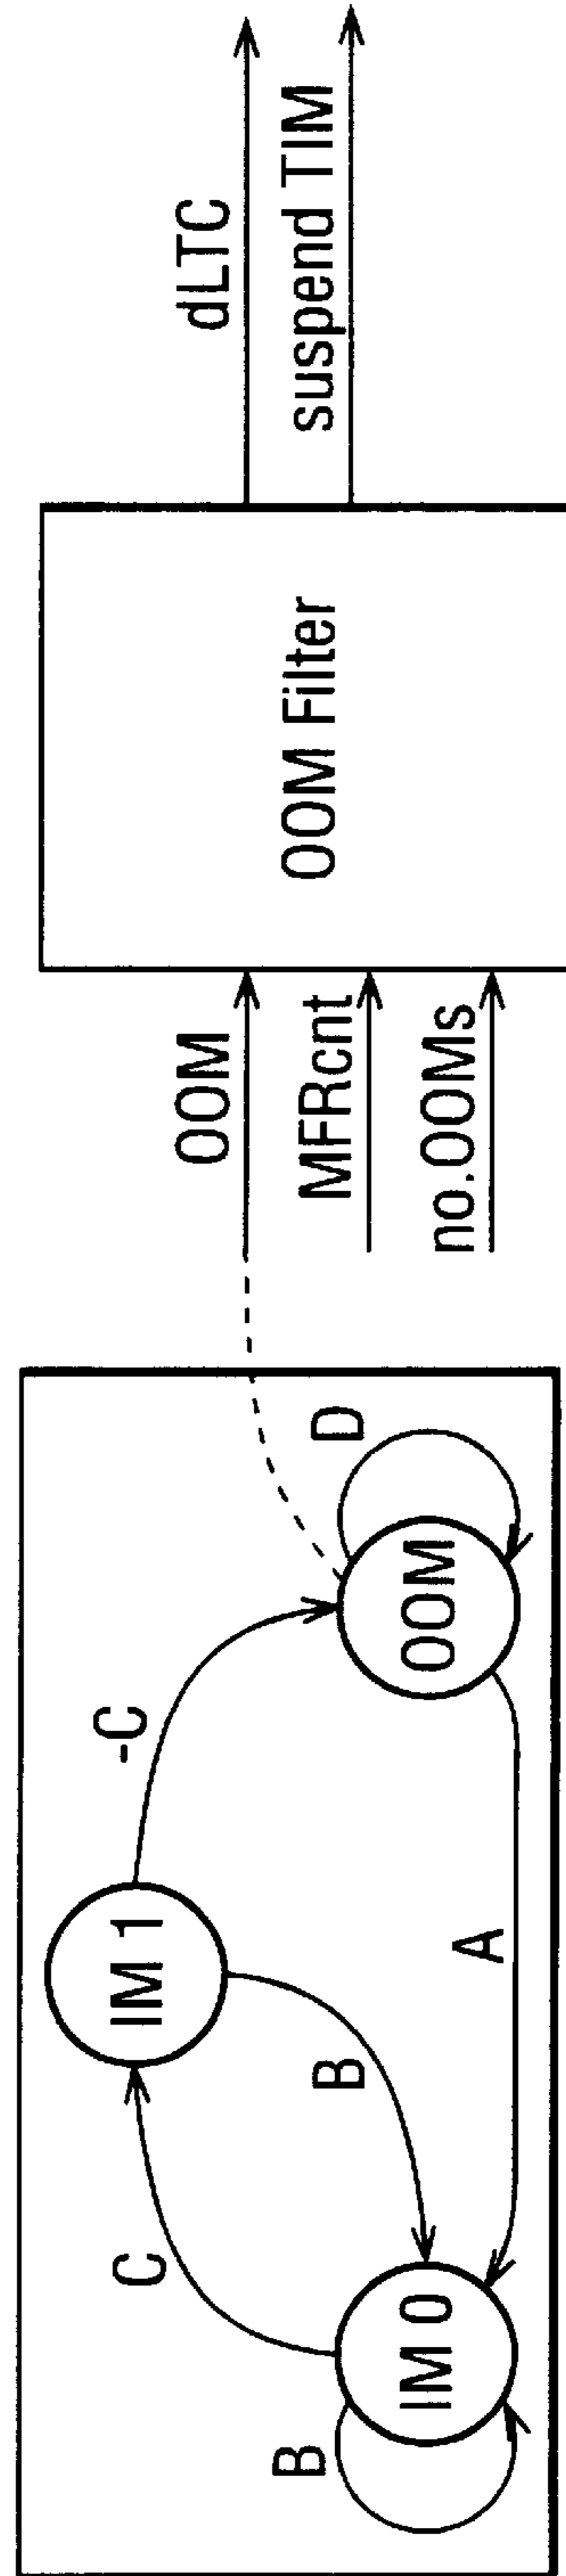 B
C
IM 0
IM 1
B
A
-C
OOM
D
OOM
MFRcnt
no.OOMs
OOM Filter
dLTC
suspend TIM